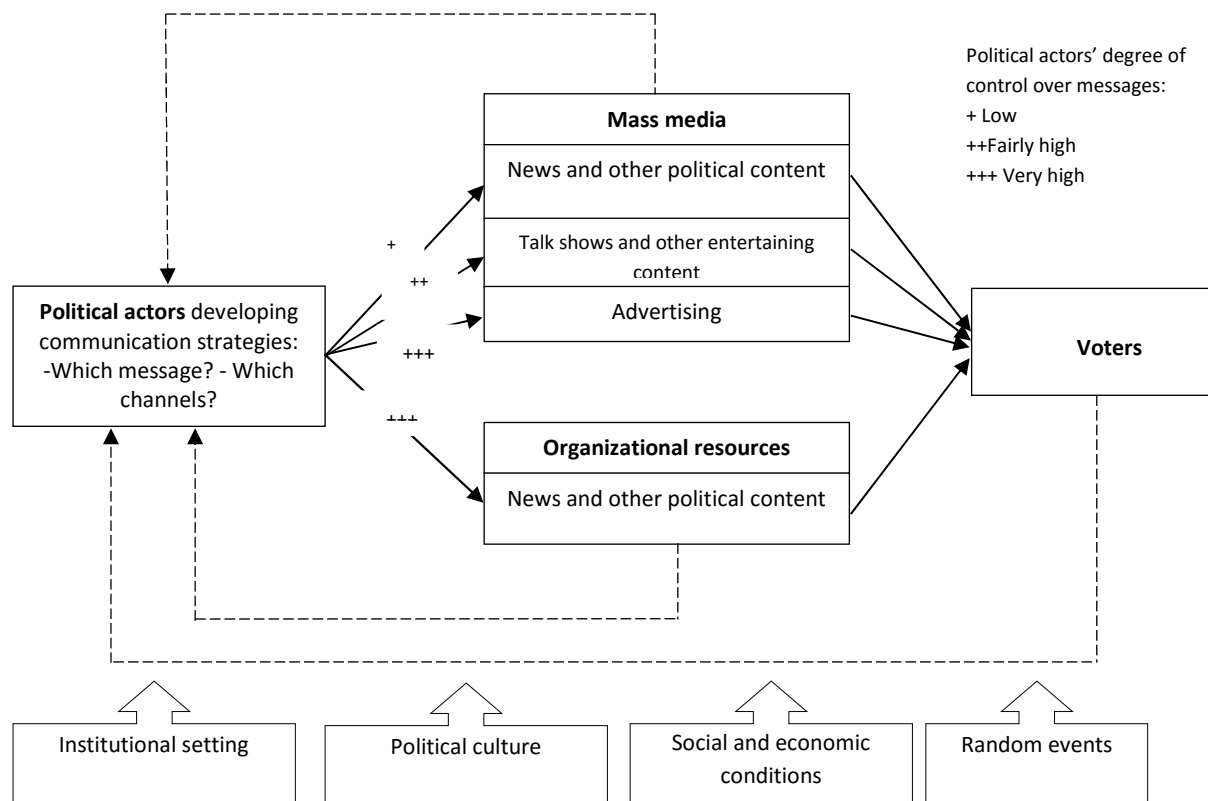 Political actors' degree of
control over messages:
+ Low
++Fairly high
+++ Very high
Mass media
News and other political content
Talk shows and other entertaining
content
Advertising
+
++
+++
+++
Political actors developing
communication strategies:
-Which message? - Which
channels?
Voters
Organizational resources
News and other political content
Institutional setting
Political culture
Social and economic
conditions
Random events